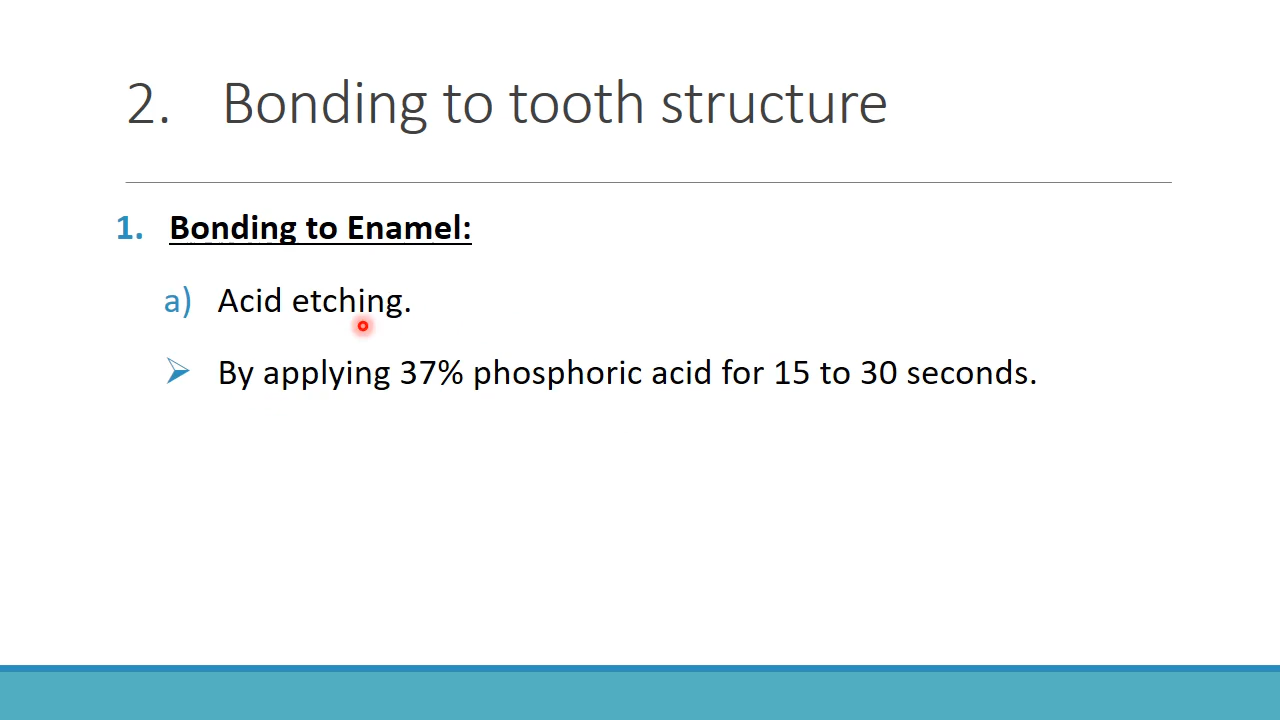 2. Bonding to tooth structure
1. Bonding to Enamel:
a) Acid etching.
By applying 37% phosphoric acid for 15 to 30 seconds.